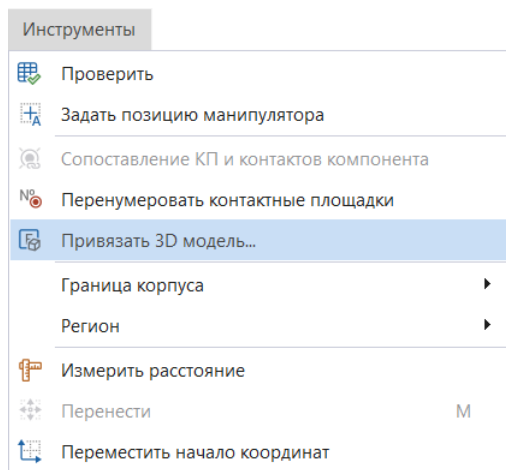 Инструменты
Проверить
Задать позицию манипулятора
Сопоставление КП и контактов компонента
Перенумеровать контактные площадки
Привязать 3D модель...
Граница корпуса
Регион
Измерить расстояние
Перенести M
Переместить начало координат